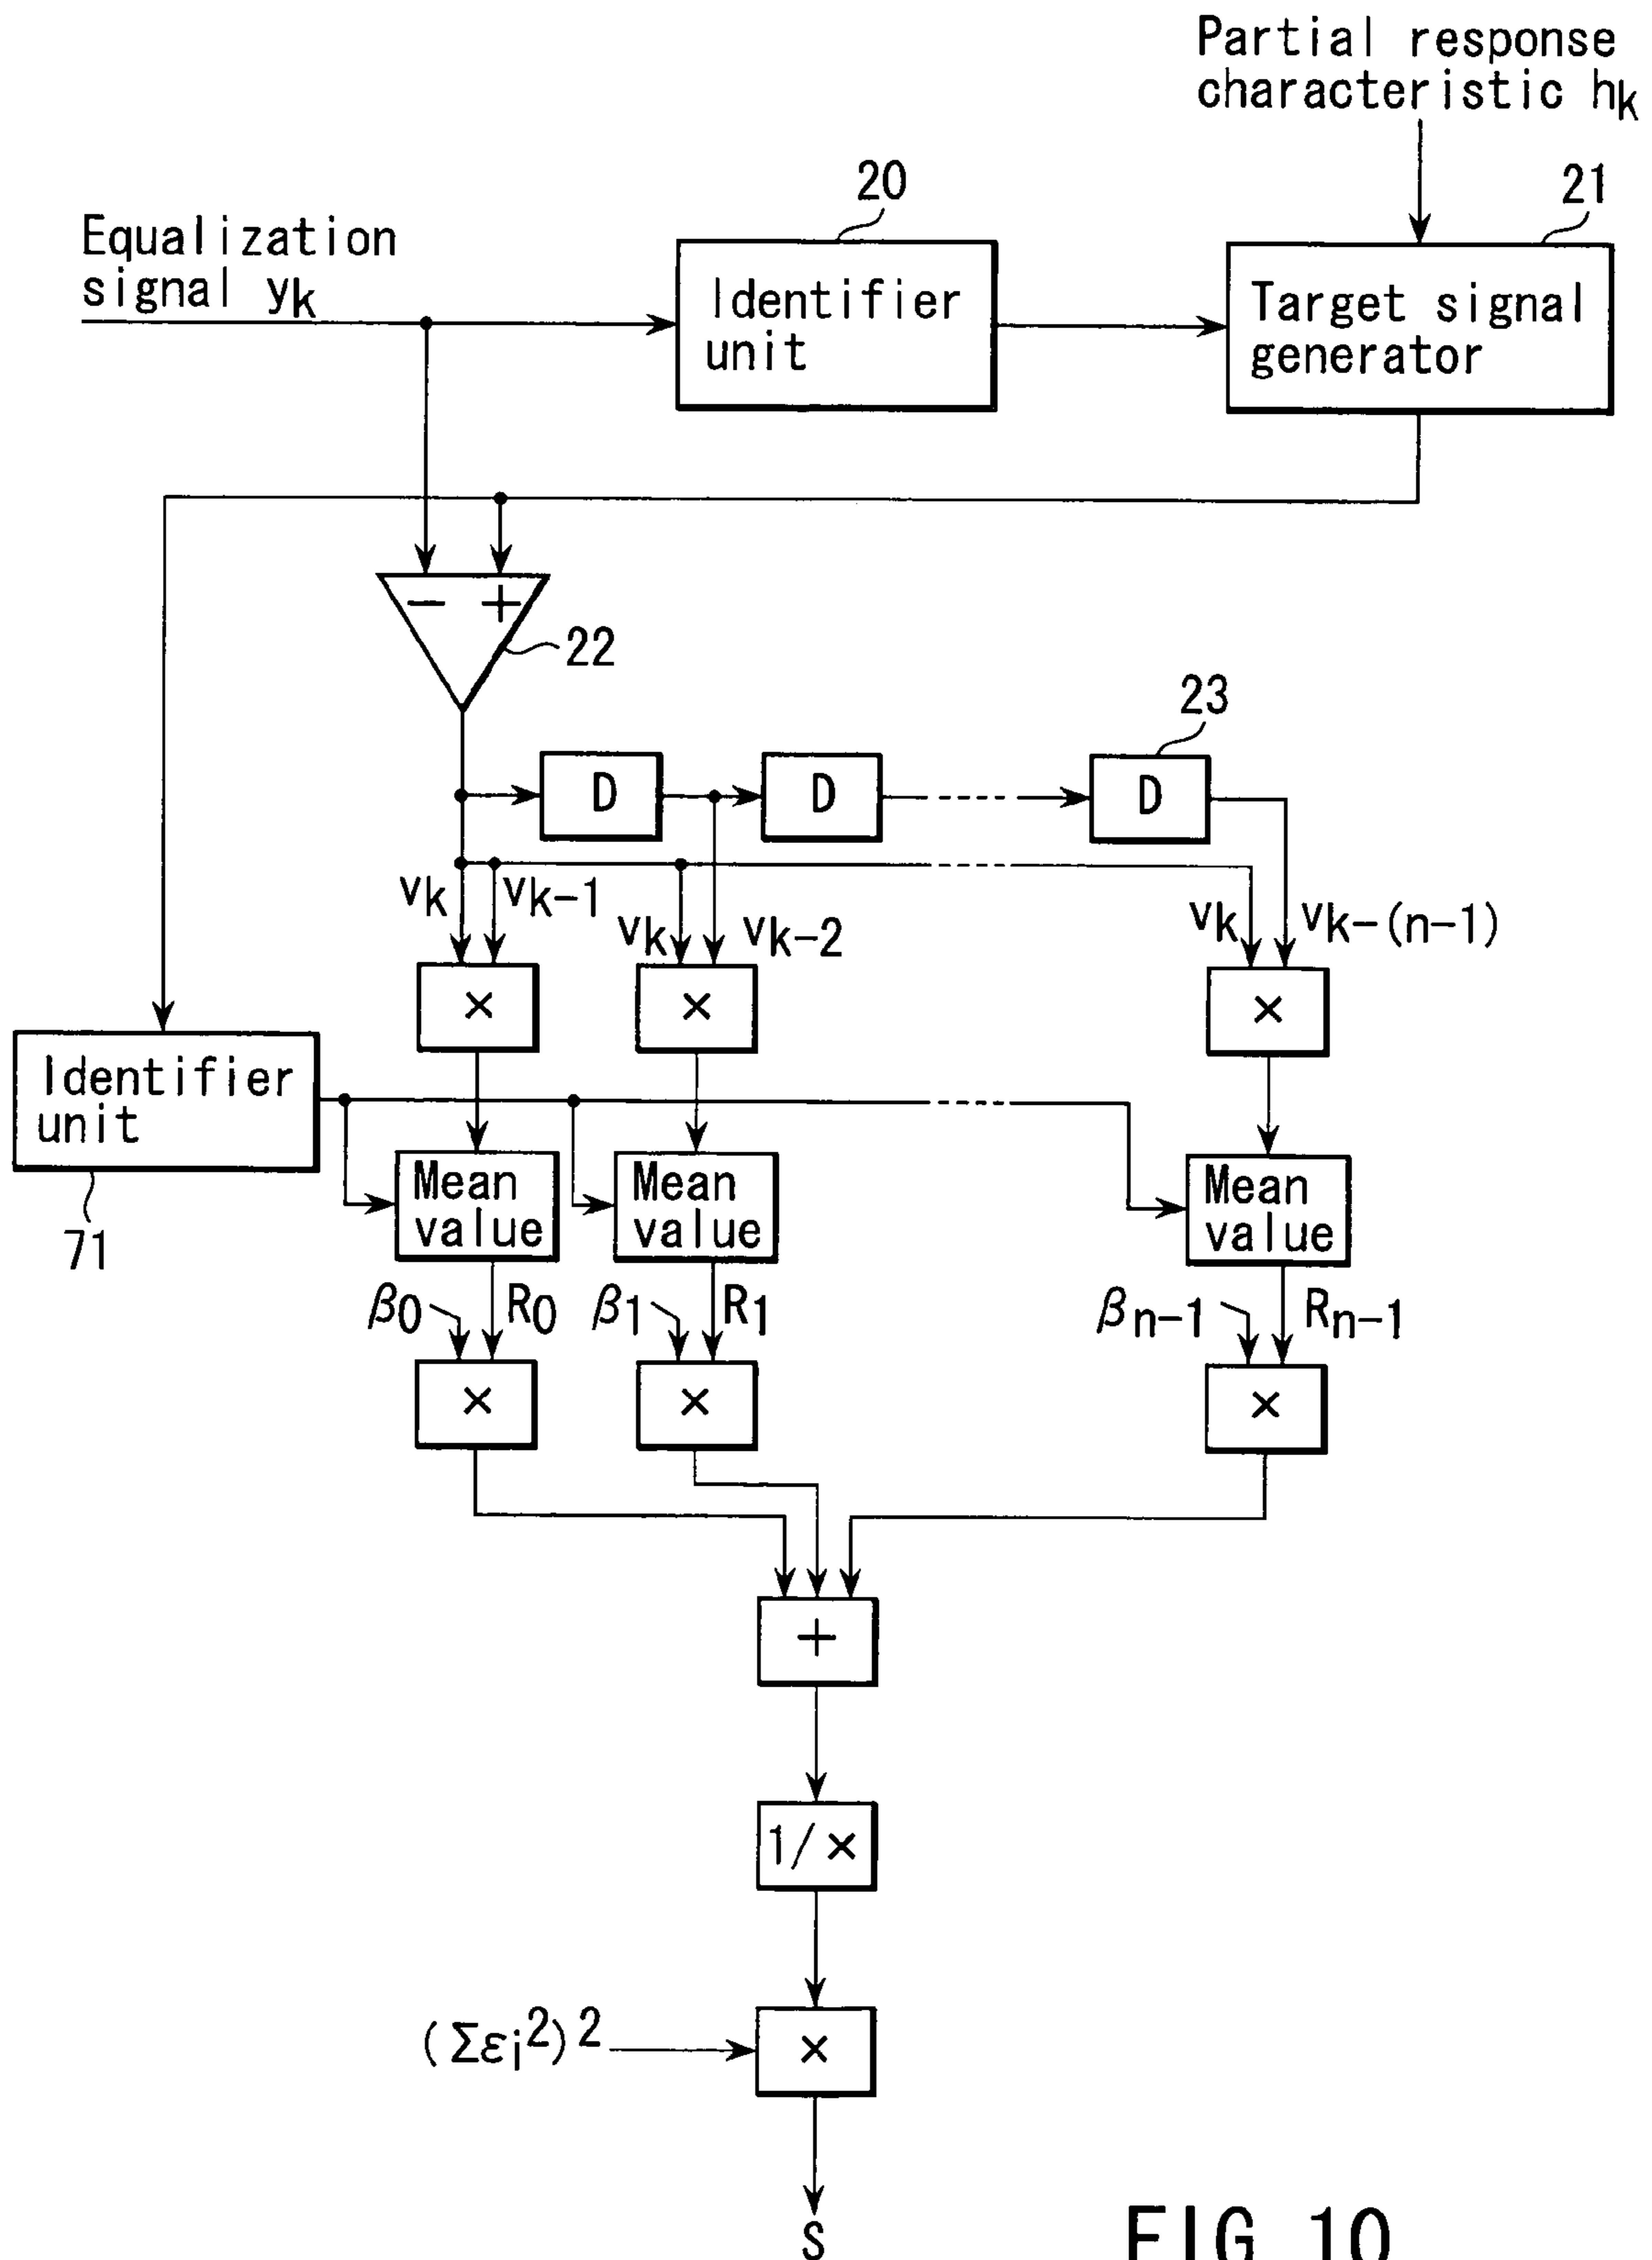 Partial response
characteristic hk
20
21
Equalization
signal yk
Identifier
unit
Target signal
generator
− +
22
23
D D D
vk vk-1 vk vk-2 vk vk-(n-1)
× × ×
Identifier
unit
71
Mean
value
Mean
value
Mean
value
β0 R0 β1 R1 βn-1 Rn-1
× × ×
+
1/×
(Σεi²)² ×
S
FIG. 10